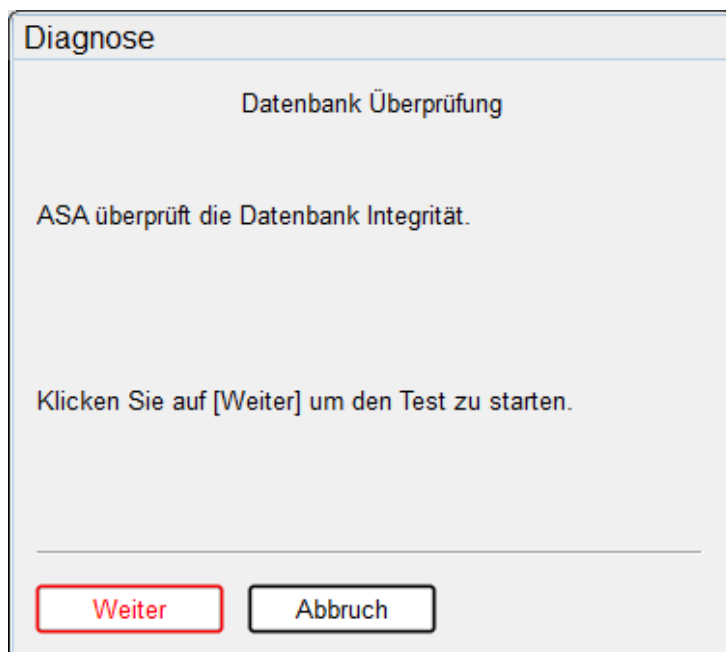 Diagnose
Datenbank Überprüfung
ASA überprüft die Datenbank Integrität.
Klicken Sie auf [Weiter] um den Test zu starten.
Weiter
Abbruch